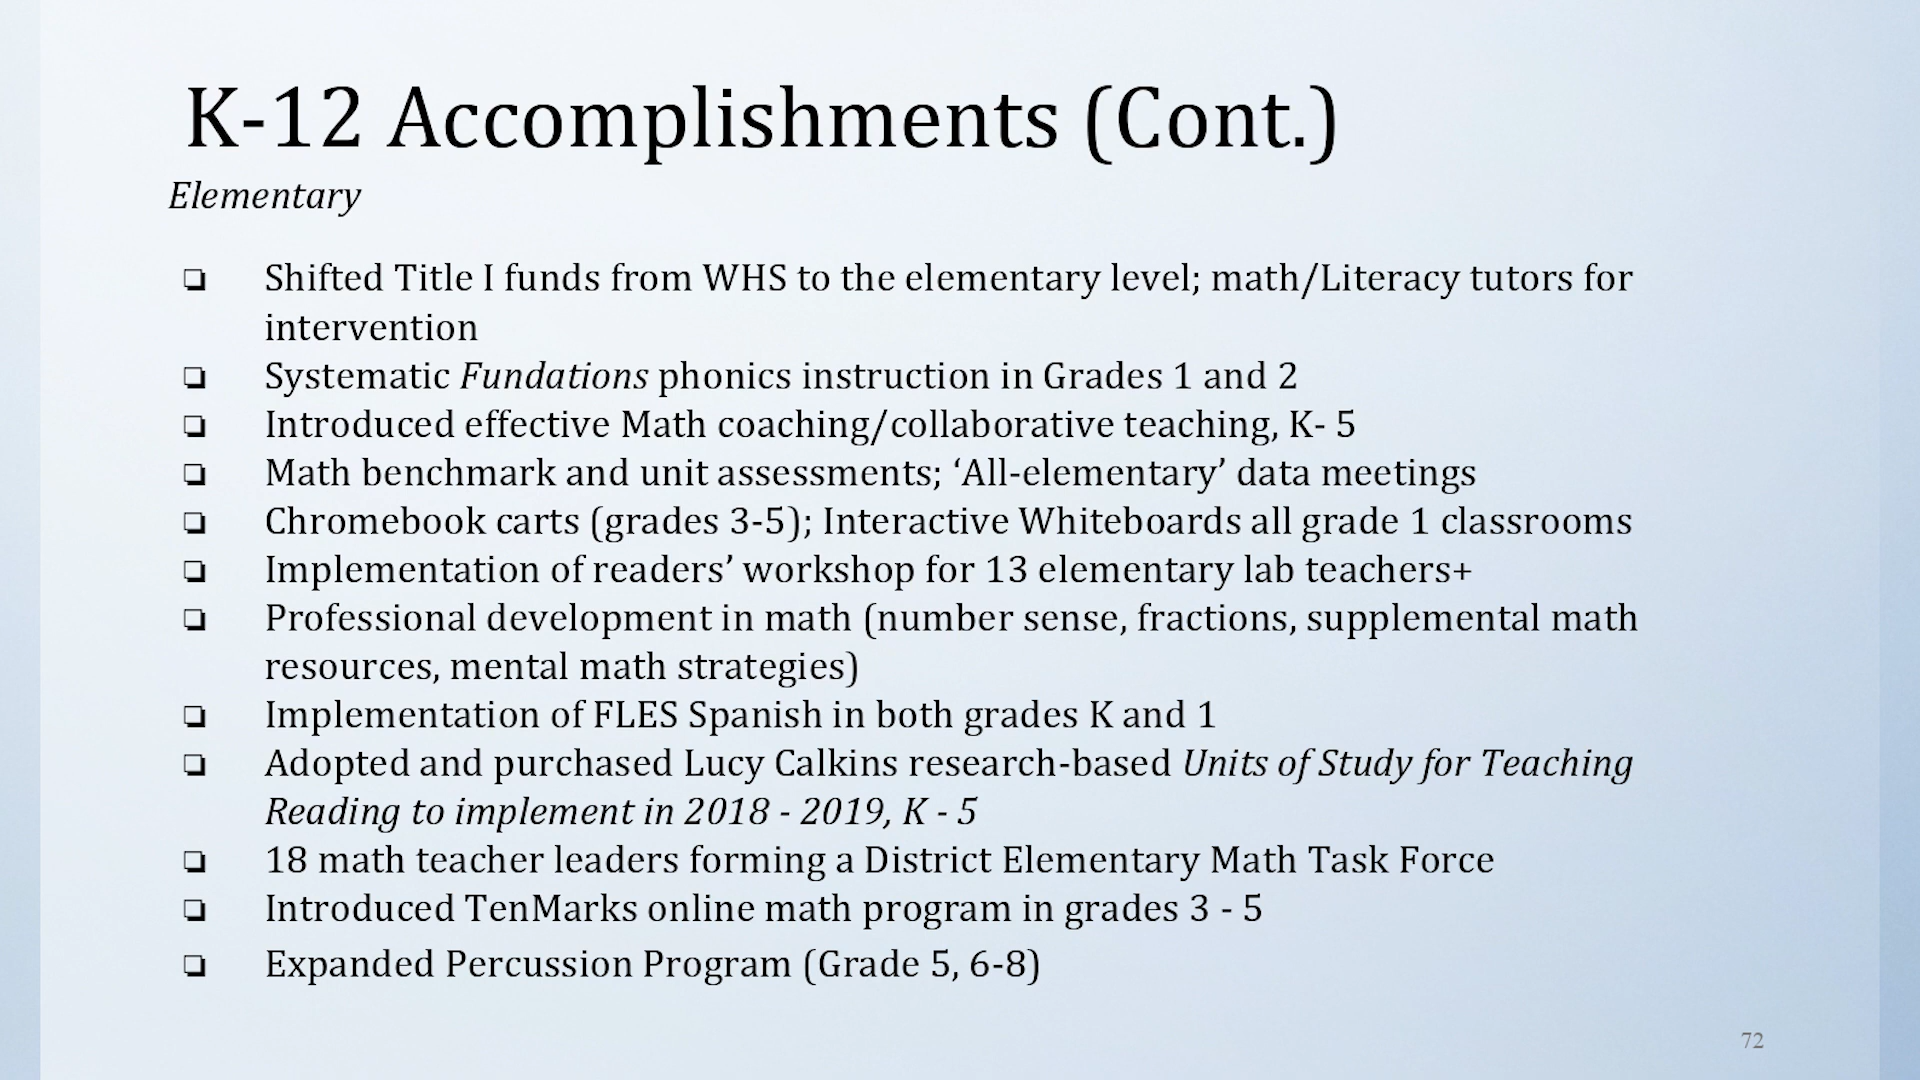 K-12 Accomplishments (Cont.)
Elementary
❏ Shifted Title I funds from WHS to the elementary level; math/Literacy tutors for
intervention
❏ Systematic Fundations phonics instruction in Grades 1 and 2
❏ Introduced effective Math coaching/collaborative teaching, K- 5
❏ Math benchmark and unit assessments; ‘All-elementary’ data meetings
❏ Chromebook carts (grades 3-5); Interactive Whiteboards all grade 1 classrooms
❏ Implementation of readers’ workshop for 13 elementary lab teachers+
❏ Professional development in math (number sense, fractions, supplemental math
resources, mental math strategies)
❏ Implementation of FLES Spanish in both grades K and 1
❏ Adopted and purchased Lucy Calkins research-based Units of Study for Teaching
Reading to implement in 2018 - 2019, K - 5
❏ 18 math teacher leaders forming a District Elementary Math Task Force
❏ Introduced TenMarks online math program in grades 3 - 5
❏ Expanded Percussion Program (Grade 5, 6-8)
72